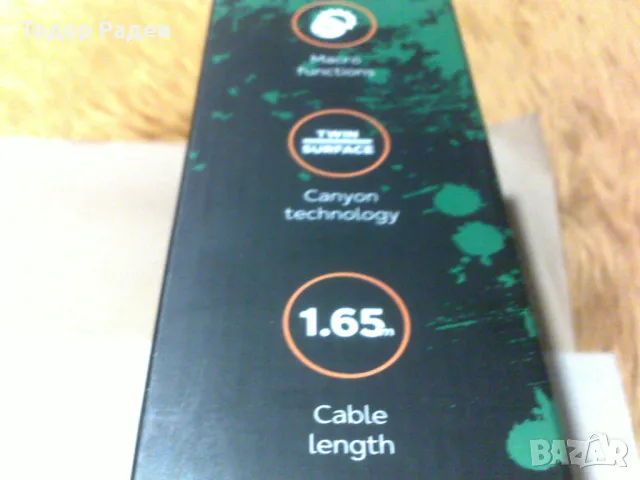 Тодор Радев
Macro
functions
TWIN
SURFACE
Canyon
technology
1.65m
Cable
length
BAZAR